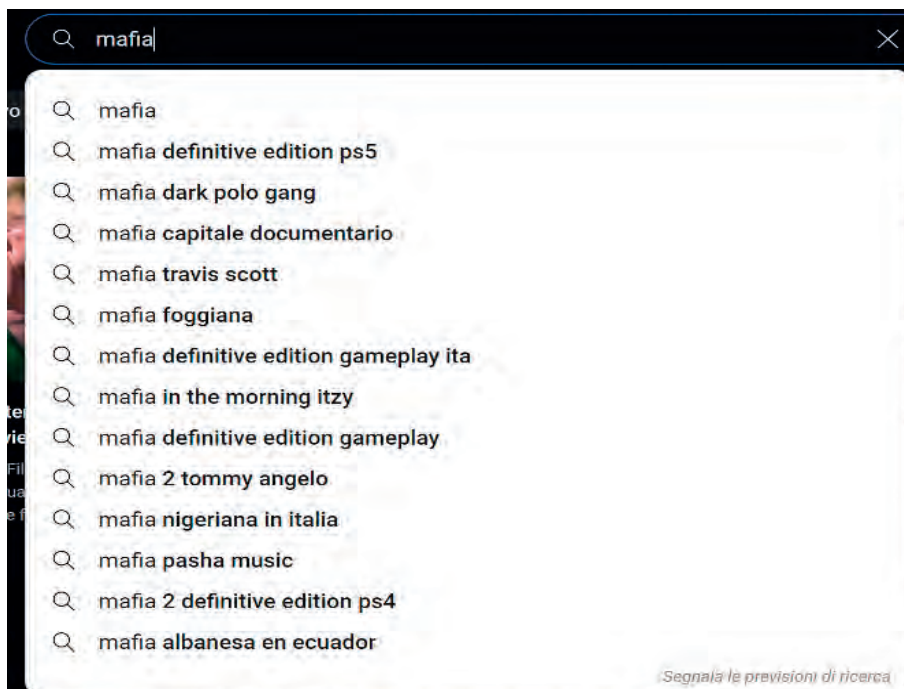 mafia
mafia
mafia definitive edition ps5
mafia dark polo gang
mafia capitale documentario
mafia travis scott
mafia foggiana
mafia definitive edition gameplay ita
mafia in the morning itzy
mafia definitive edition gameplay
mafia 2 tommy angelo
mafia nigeriana in italia
mafia pasha music
mafia 2 definitive edition ps4
mafia albanesa en ecuador
Segnala le previsioni di ricerca